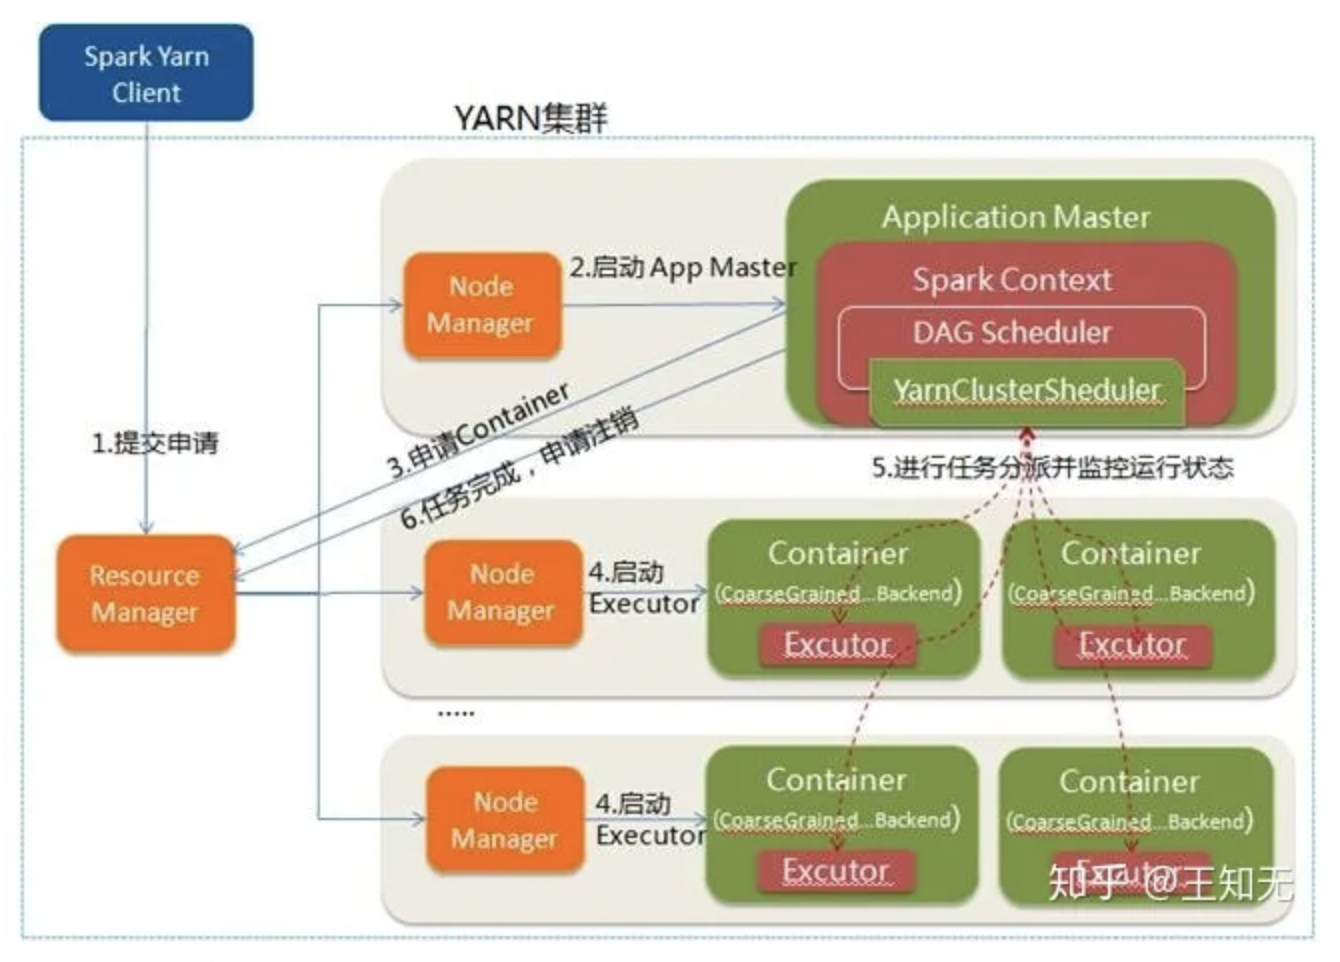 Spark Yarn
Client
YARN集群
Application Master
Spark Context
DAG Scheduler
YarnClusterSheduler
Node
Manager
2.启动 App Master
3.申请Container
6.任务完成，申请注销
1.提交申请
5.进行任务分派并监控运行状态
Resource
Manager
Node
Manager
4.启动
Executor
Container
(CoarseGrained...Backend)
Excutor
Container
(CoarseGrained...Backend)
Excutor
.....
Node
Manager
4.启动
Executor
Container
(CoarseGrained...Backend)
Excutor
Container
(CoarseGrained...Backend)
Excutor
知乎 @王知无